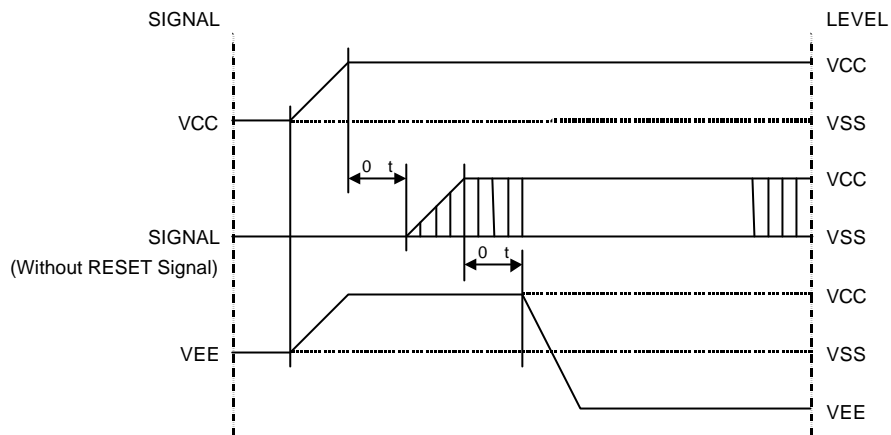 SIGNAL LEVEL
VCC
VCC VSS
0 t VCC
SIGNAL VSS
(Without RESET Signal)
0 t
VCC
VEE VSS
VEE